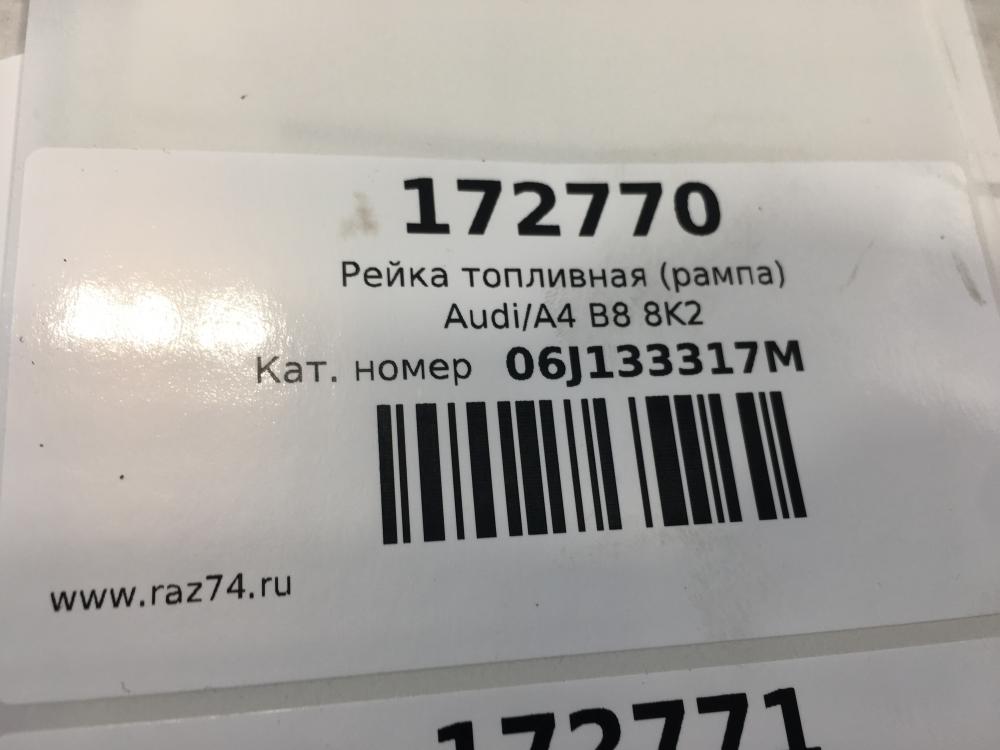 172770
Рейка топливная (рампа)
Audi/A4 B8 8K2
Кат. номер 06J133317M
www.raz74.ru
172771